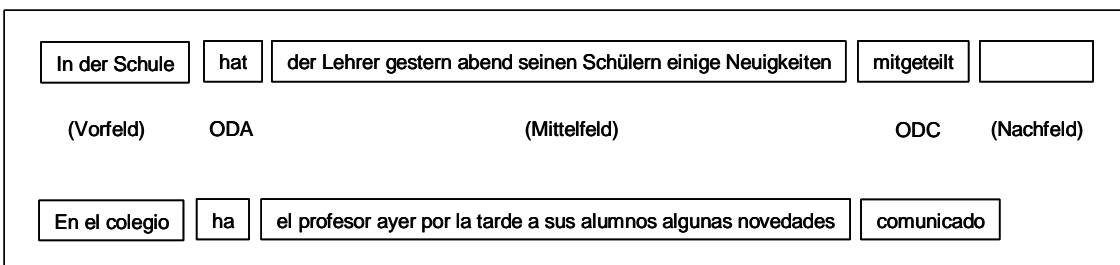 In der Schule hat der Lehrer gestern abend seinen Schülern einige Neuigkeiten mitgeteilt
(Vorfeld) ODA (Mittelfeld) ODC (Nachfeld)
En el colegio ha el profesor ayer por la tarde a sus alumnos algunas novedades comunicado